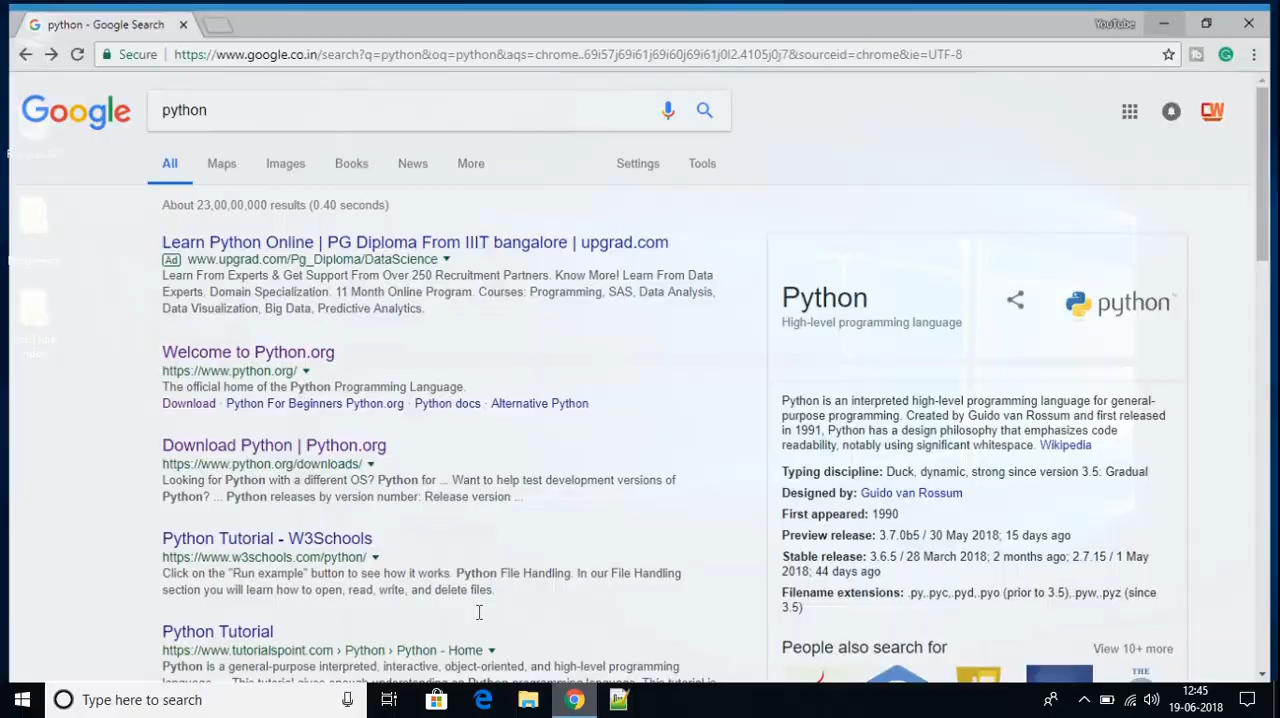 python - Google Search
YouTube
Secure https://www.google.co.in/search?q=python&oq=python&aqs=chrome..69i57j69i61j69i60j69i61j0l2.4105j0j7&sourceid=chrome&ie=UTF-8
Google python
All Maps Images Books News More Settings Tools
About 23,00,00,000 results (0.40 seconds)
Learn Python Online | PG Diploma From IIIT bangalore | upgrad.com
Ad www.upgrad.com/Pg_Diploma/DataScience
Learn From Experts & Get Support From Over 250 Recruitment Partners. Know More! Learn From Data
Experts. Domain Specialization. 11 Month Online Program. Courses: Programming, SAS, Data Analysis,
Data Visualization, Big Data, Predictive Analytics.
Welcome to Python.org
https://www.python.org/
The official home of the Python Programming Language.
Download · Python For Beginners Python.org · Python docs · Alternative Python
Download Python | Python.org
https://www.python.org/downloads/
Looking for Python with a different OS? Python for ... Want to help test development versions of
Python? ... Python releases by version number: Release version ...
Python Tutorial - W3Schools
https://www.w3schools.com/python/
Click on the "Run example" button to see how it works. Python File Handling. In our File Handling
section you will learn how to open, read, write, and delete files.
Python Tutorial
https://www.tutorialspoint.com › Python › Python - Home
Python is a general-purpose interpreted, interactive, object-oriented, and high-level programming
Python
High-level programming language
python
Python is an interpreted high-level programming language for general-
purpose programming. Created by Guido van Rossum and first released
in 1991, Python has a design philosophy that emphasizes code
readability, notably using significant whitespace. Wikipedia
Typing discipline: Duck, dynamic, strong since version 3.5: Gradual
Designed by: Guido van Rossum
First appeared: 1990
Preview release: 3.7.0b5 / 30 May 2018; 15 days ago
Stable release: 3.6.5 / 28 March 2018; 2 months ago; 2.7.15 / 1 May
2018; 44 days ago
Filename extensions: .py,.pyc,.pyd,.pyo (prior to 3.5),.pyw,.pyz (since
3.5)
People also search for View 10+ more
THE
Type here to search
12:45
19-06-2018